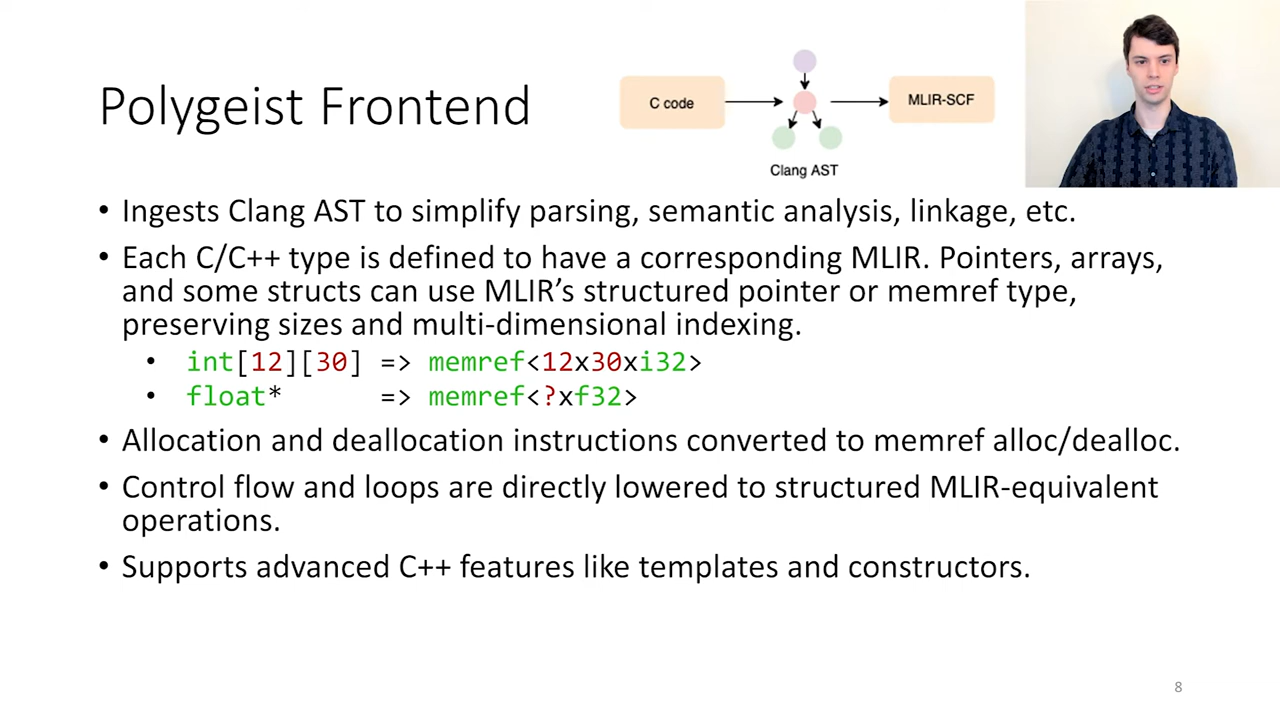 Polygeist Frontend
C code
MLIR-SCF
Clang AST
• Ingests Clang AST to simplify parsing, semantic analysis, linkage, etc.
• Each C/C++ type is defined to have a corresponding MLIR. Pointers, arrays,
and some structs can use MLIR’s structured pointer or memref type,
preserving sizes and multi-dimensional indexing.
• int[12][30] => memref<12x30xi32>
• float* => memref<?xf32>
• Allocation and deallocation instructions converted to memref alloc/dealloc.
• Control flow and loops are directly lowered to structured MLIR-equivalent
operations.
• Supports advanced C++ features like templates and constructors.
8